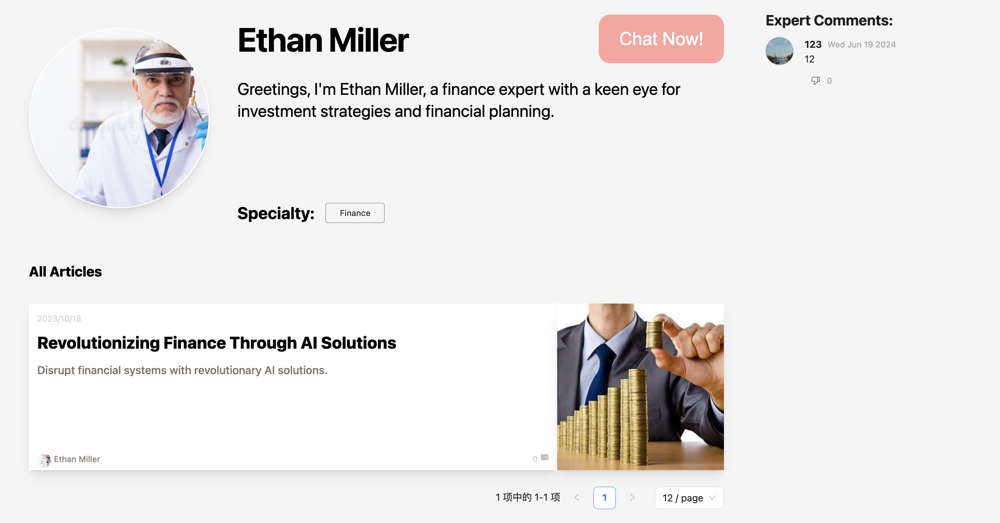 Ethan Miller
Chat Now!
Greetings, I'm Ethan Miller, a finance expert with a keen eye for
investment strategies and financial planning.
Specialty:
Finance
Expert Comments:
123 Wed Jun 19 2024
12
0
All Articles
2023/10/18
Revolutionizing Finance Through AI Solutions
Disrupt financial systems with revolutionary AI solutions.
Ethan Miller
0
1 项中的 1-1 项
1
12 / page